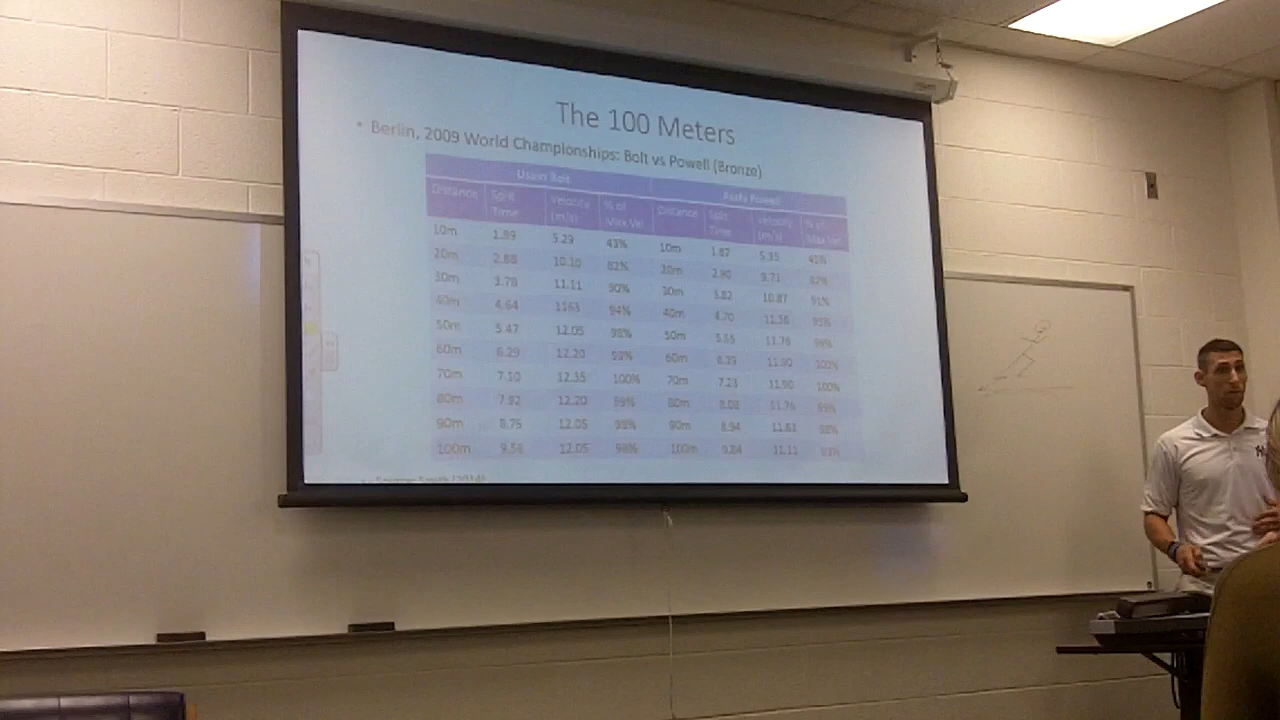 The 100 Meters
• Berlin, 2009 World Championships: Bolt vs Powell (Bronze)
Usain Bolt Asafa Powell
Distance Split Time Velocity (m/s) % of Max Vel Distance Split Time Velocity (m/s) % of Max Vel
10m 1.89 5.29 43% 10m 1.87 5.35 45%
20m 2.88 10.10 82% 20m 2.90 9.71 82%
30m 3.78 11.11 90% 30m 3.82 10.87 91%
40m 4.64 1163 94% 40m 4.70 11.36 95%
50m 5.47 12.05 98% 50m 5.55 11.76 99%
60m 6.29 12.20 99% 60m 6.39 11.90 100%
70m 7.10 12.35 100% 70m 7.23 11.90 100%
80m 7.92 12.20 99% 80m 8.08 11.76 99%
90m 8.75 12.05 98% 90m 8.94 11.63 98%
100m 9.58 12.05 98% 100m 9.84 11.11 93%
NY